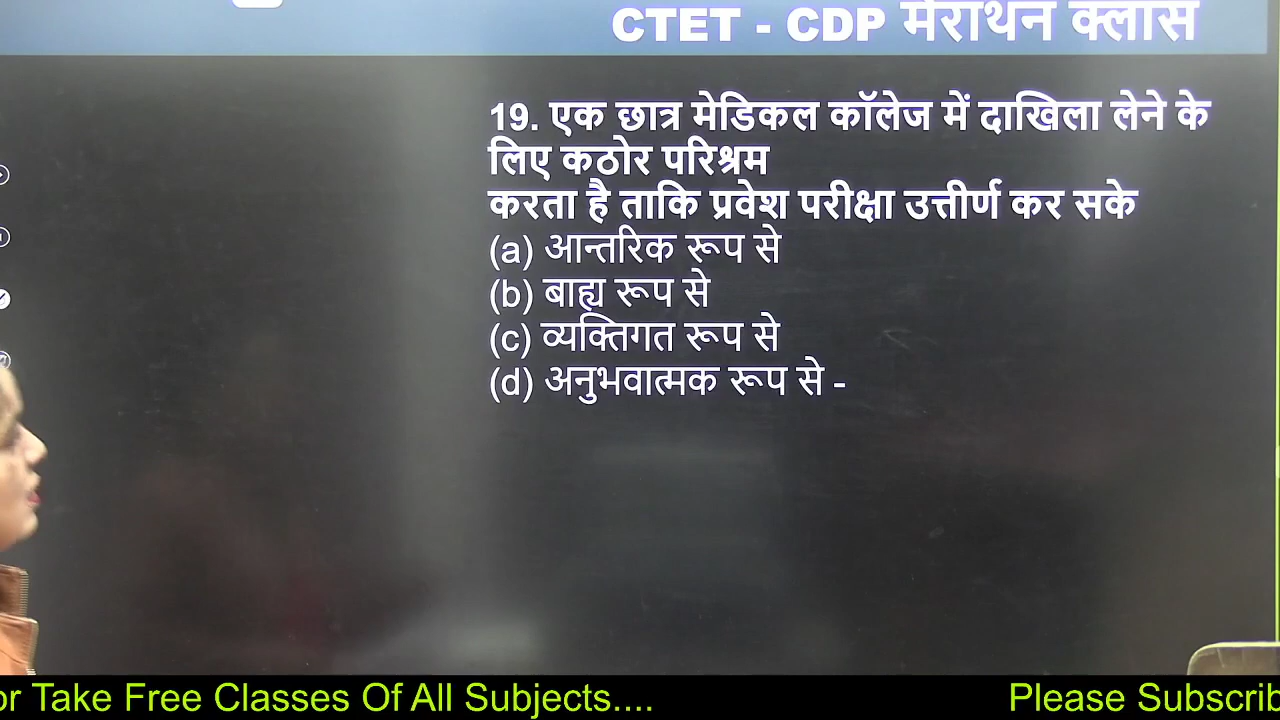 CTET - CDP मैराथन क्लास
19. एक छात्र मेडिकल कॉलेज में दाखिला लेने के
लिए कठोर परिश्रम
करता है ताकि प्रवेश परीक्षा उत्तीर्ण कर सके
(a) आन्तरिक रूप से
(b) बाह्य रूप से
(c) व्यक्तिगत रूप से
(d) अनुभवात्मक रूप से -
or Take Free Classes Of All Subjects.... Please Subscrib